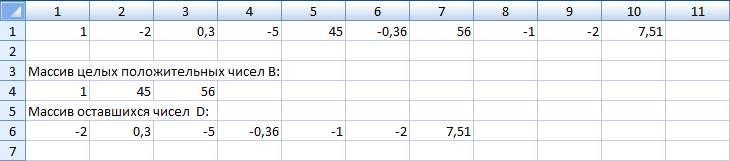 1 2 3 4 5 6 7 8 9 10 11
1 1 -2 0,3 -5 45 -0,36 56 -1 -2 7,51
2
3 Массив целых положительных чисел B:
4 1 45 56
5 Массив оставшихся чисел D:
6 -2 0,3 -5 -0,36 -1 -2 7,51
7